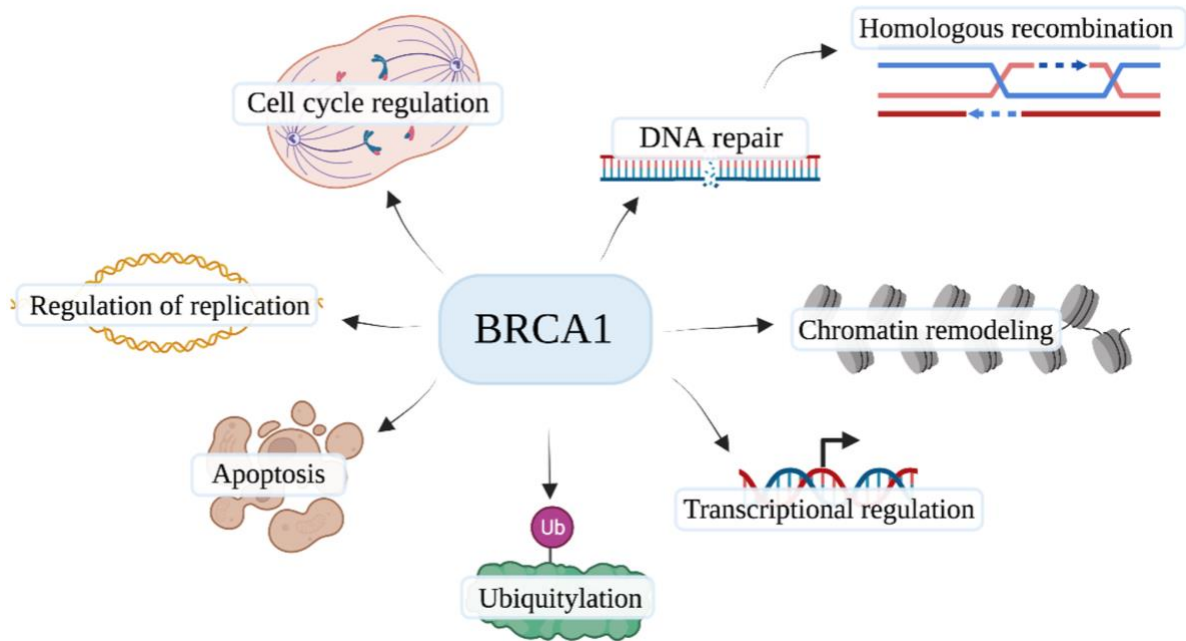 Homologous recombination
Cell cycle regulation
DNA repair
Regulation of replication
BRCA1
Chromatin remodeling
Apoptosis
Transcriptional regulation
Ub
Ubiquitylation